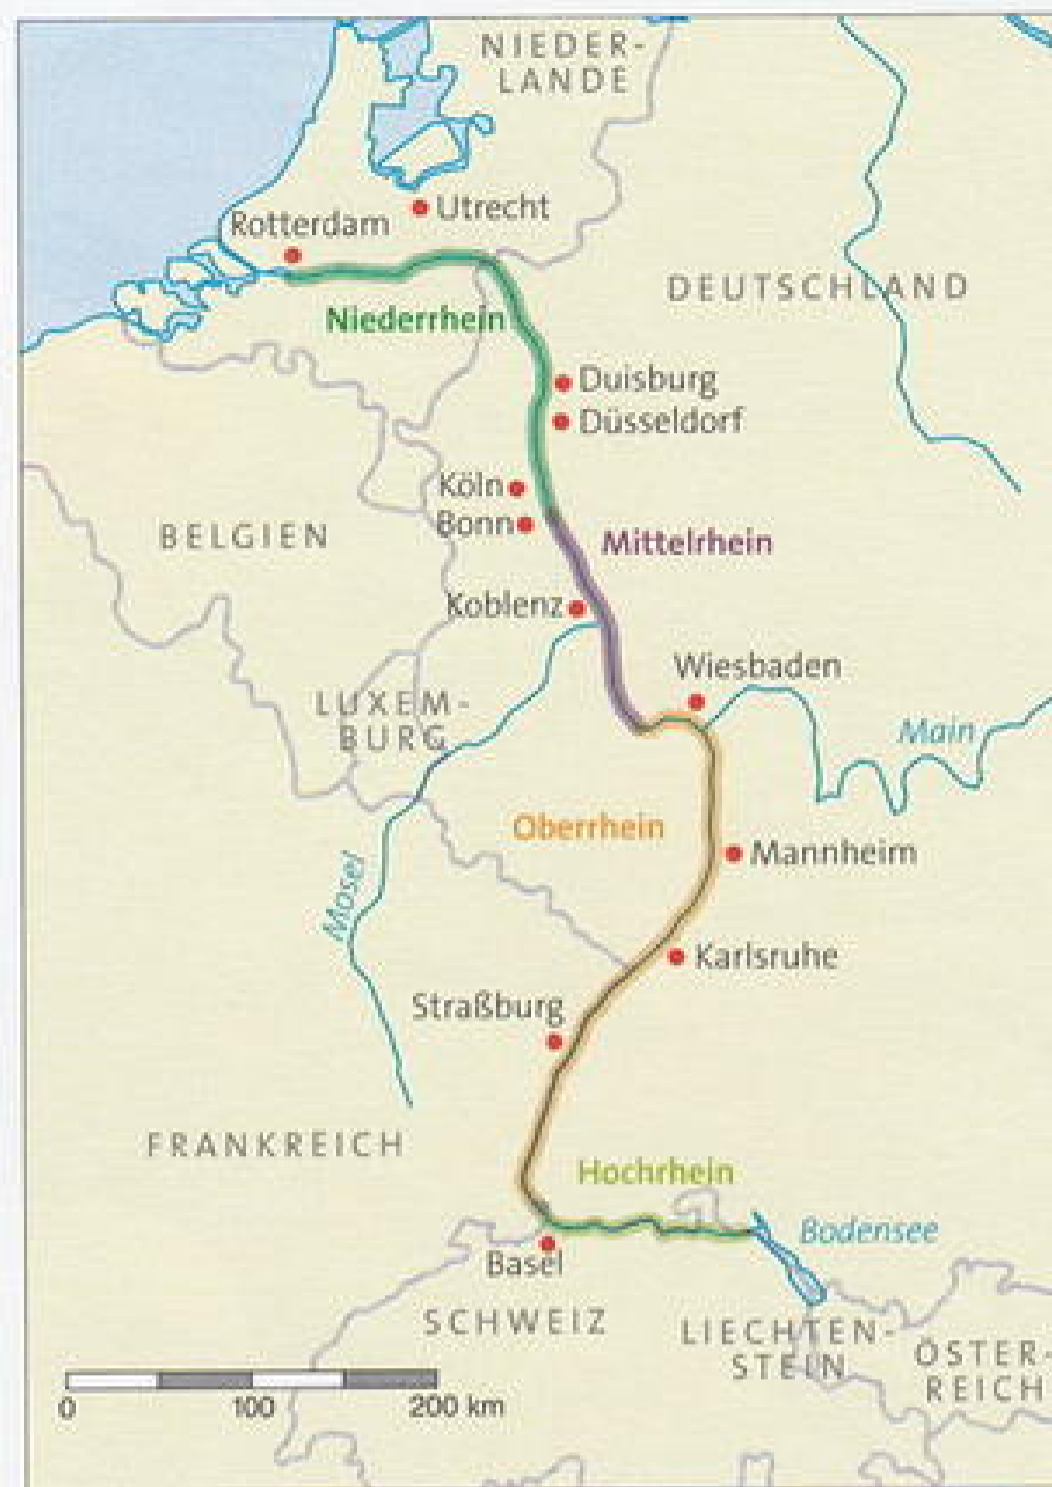 NIEDER-
LANDE
Utrecht
Rotterdam
DEUTSCHLAND
Niederrhein
Duisburg
Düsseldorf
Köln
Bonn
BELGIEN
Mittelrhein
Koblenz
Wiesbaden
LUXEM-
BURG
Main
Oberrhein
Mannheim
Mosel
Karlsruhe
Straßburg
FRANKREICH
Hochrhein
Bodensee
Basel
SCHWEIZ
LIECHTEN-
STEIN
ÖSTER-
REICH
0 100 200 km